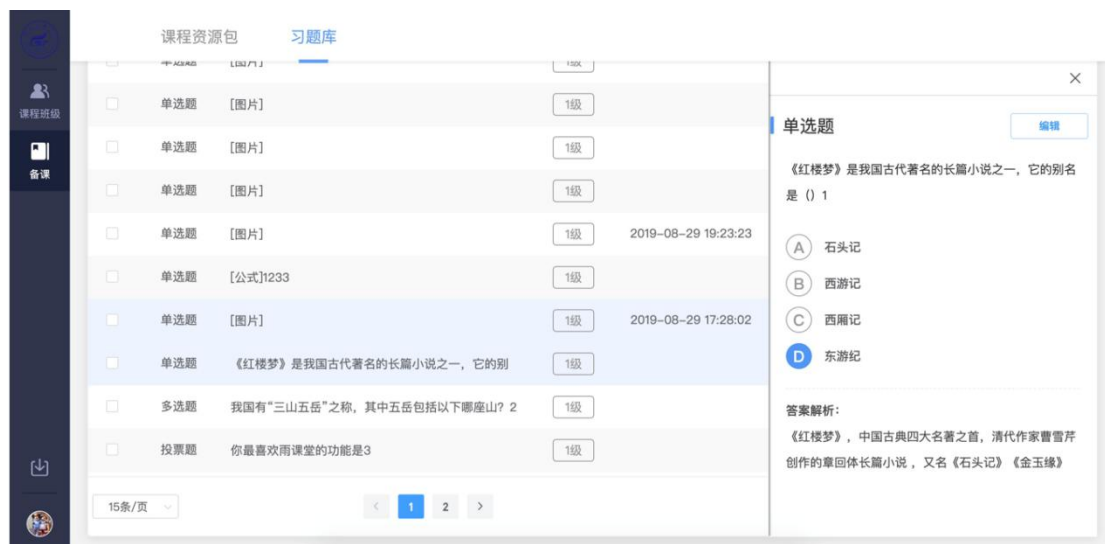 课程资源包
习题库
课程班级
备课
单选题 [图片] 1级
单选题 [图片] 1级
单选题 [图片] 1级
单选题 [图片] 1级
单选题 [图片] 1级 2019-08-29 19:23:23
单选题 [公式]1233 1级
单选题 [图片] 1级 2019-08-29 17:28:02
单选题 《红楼梦》是我国古代著名的长篇小说之一，它的别 1级
多选题 我国有“三山五岳”之称，其中五岳包括以下哪座山？2 1级
投票题 你最喜欢雨课堂的功能是3 1级
15条/页
1 2
单选题
编辑
《红楼梦》是我国古代著名的长篇小说之一，它的别名
是（）1
A 石头记
B 西游记
C 西厢记
D 东游纪
答案解析：
《红楼梦》，中国古典四大名著之首，清代作家曹雪芹
创作的章回体长篇小说，又名《石头记》《金玉缘》